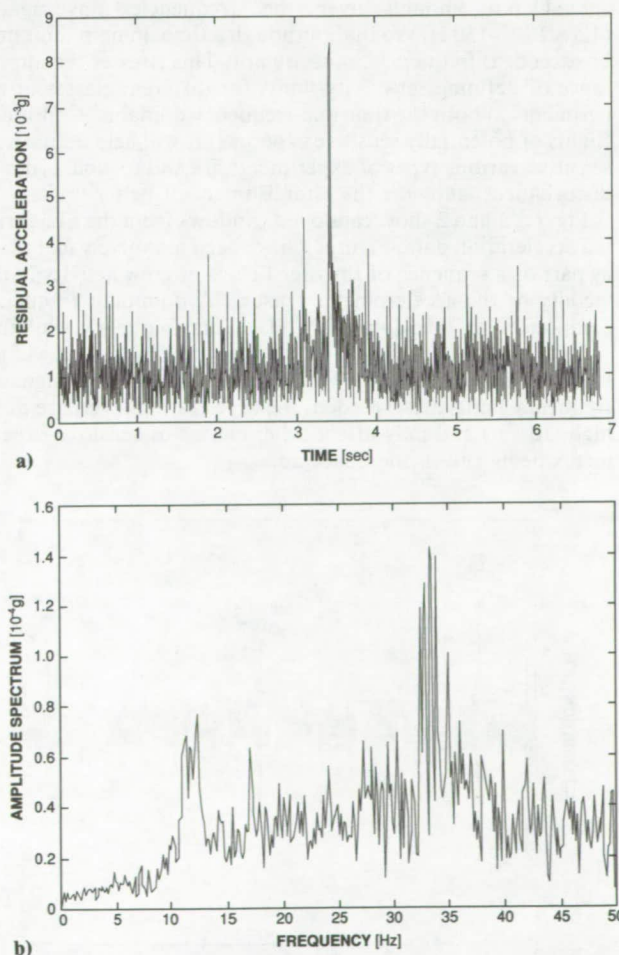 9
8
7
6
5
4
3
2
1
0
RESIDUAL ACCELERATION [10⁻³g]
0 1 2 3 4 5 6 7
TIME [sec]
a)
1.6
1.4
1.2
1.0
0.8
0.6
0.4
0.2
0
AMPLITUDE SPECTRUM [10⁻⁴g]
0 5 10 15 20 25 30 35 40 45 50
FREQUENCY [Hz]
b)